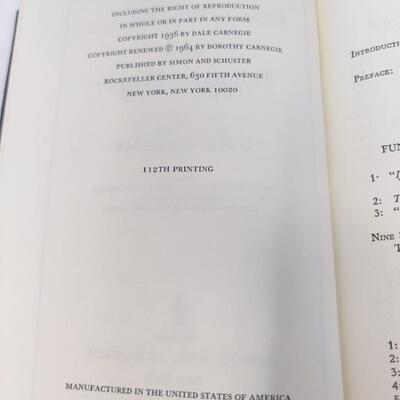 INCLUDING THE RIGHT OF REPRODUCTION
IN WHOLE OR IN PART IN ANY FORM
COPYRIGHT 1936 BY DALE CARNEGIE
COPYRIGHT RENEWED © 1964 BY DOROTHY CARNEGIE
PUBLISHED BY SIMON AND SCHUSTER
ROCKEFELLER CENTER, 630 FIFTH AVENUE
NEW YORK, NEW YORK 10020
112TH PRINTING
MANUFACTURED IN THE UNITED STATES OF AMERICA
PREFACE:
FUN
1.
2:
3:
NINE
1:
2:
3:
4: